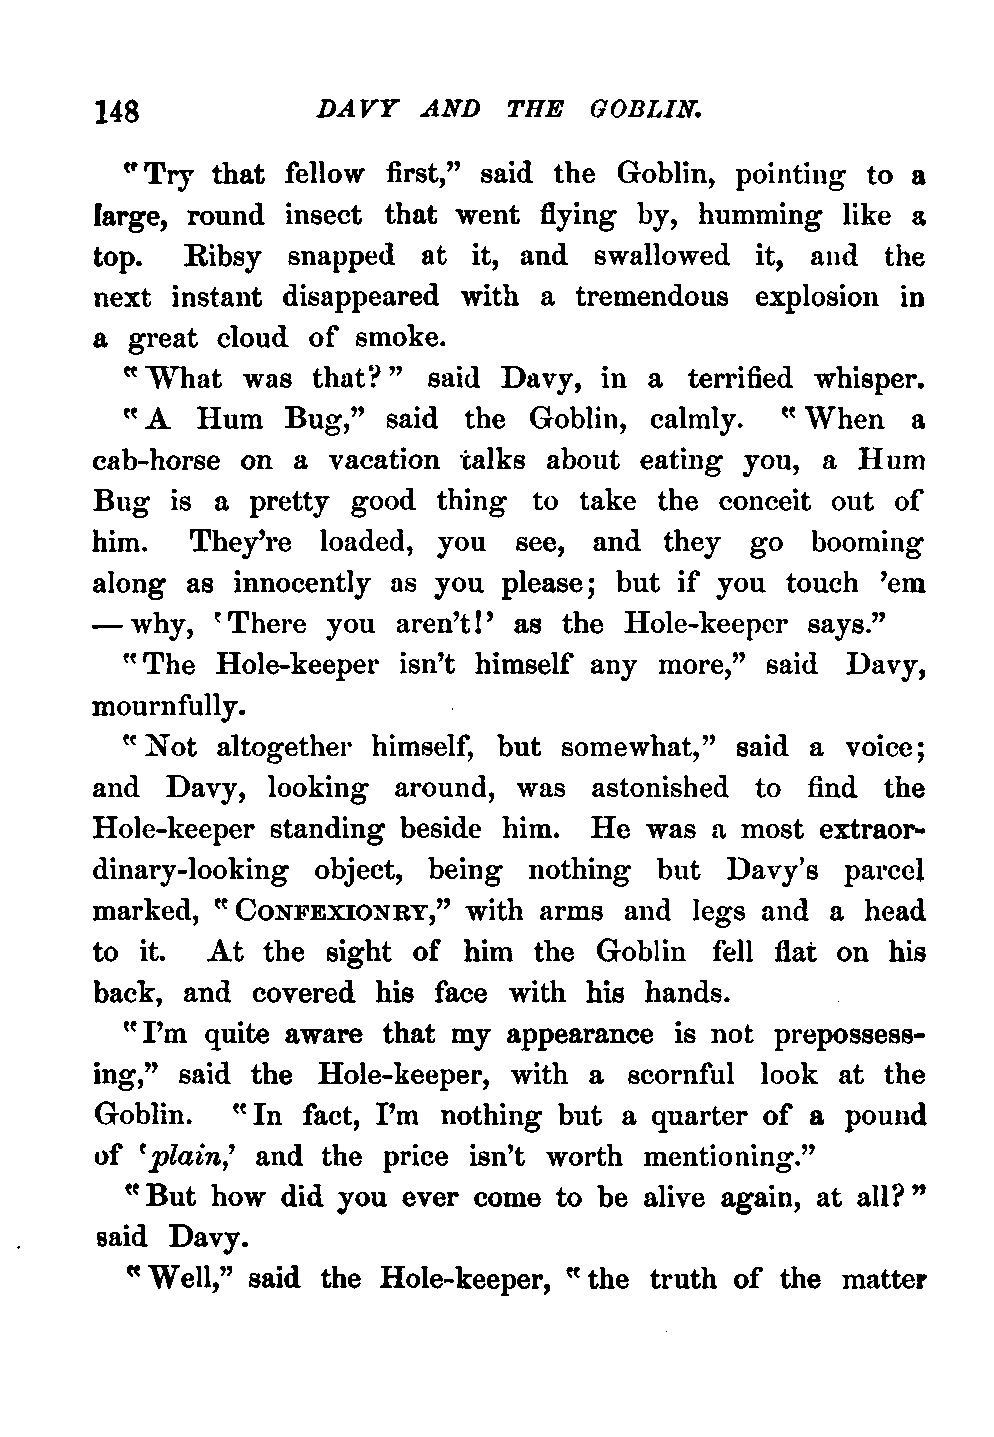 148 DAVY AND THE GOBLIN.
"Try that fellow first," said the Goblin, pointing to a
large, round insect that went flying by, humming like a
top. Ribsy snapped at it, and swallowed it, and the
next instant disappeared with a tremendous explosion in
a great cloud of smoke.
"What was that?" said Davy, in a terrified whisper.
"A Hum Bug," said the Goblin, calmly. "When a
cab-horse on a vacation talks about eating you, a Hum
Bug is a pretty good thing to take the conceit out of
him. They're loaded, you see, and they go booming
along as innocently as you please; but if you touch 'em
— why, 'There you aren't!' as the Hole-keeper says."
"The Hole-keeper isn't himself any more," said Davy,
mournfully.
"Not altogether himself, but somewhat," said a voice;
and Davy, looking around, was astonished to find the
Hole-keeper standing beside him. He was a most extraor-
dinary-looking object, being nothing but Davy's parcel
marked, "CONFEXIONRY," with arms and legs and a head
to it. At the sight of him the Goblin fell flat on his
back, and covered his face with his hands.
"I'm quite aware that my appearance is not prepossess-
ing," said the Hole-keeper, with a scornful look at the
Goblin. "In fact, I'm nothing but a quarter of a pound
of 'plain,' and the price isn't worth mentioning."
"But how did you ever come to be alive again, at all?"
said Davy.
"Well," said the Hole-keeper, "the truth of the matter